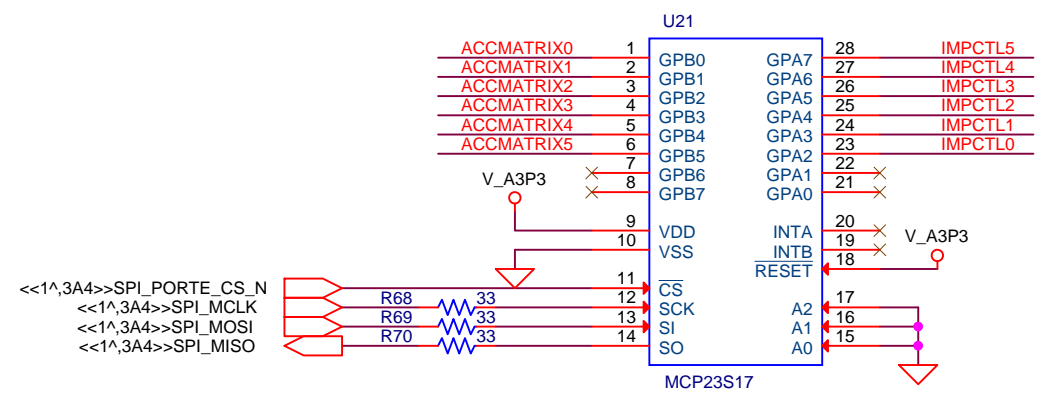 U21
ACCMATRIX0 1 GPB0 GPA7 28 IMPCTL5
ACCMATRIX1 2 GPB1 GPA6 27 IMPCTL4
ACCMATRIX2 3 GPB2 GPA5 26 IMPCTL3
ACCMATRIX3 4 GPB3 GPA4 25 IMPCTL2
ACCMATRIX4 5 GPB4 GPA3 24 IMPCTL1
ACCMATRIX5 6 GPB5 GPA2 23 IMPCTL0
7 GPB6 GPA1 22
8 GPB7 GPA0 21
V_A3P3
9 VDD INTA 20
10 VSS INTB 19
V_A3P3
RESET 18
<<1^,3A4>>SPI_PORTE_CS_N 11 CS
<<1^,3A4>>SPI_MCLK R68 33 12 SCK A2 17
<<1^,3A4>>SPI_MOSI R69 33 13 SI A1 16
<<1^,3A4>>SPI_MISO R70 33 14 SO A0 15
MCP23S17